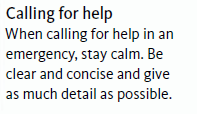 Calling for help
When calling for help in an
emergency, stay calm. Be
clear and concise and give
as much detail as possible.